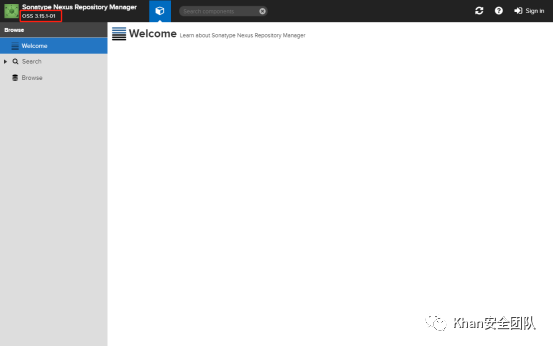 Sonatype Nexus Repository Manager
OSS 3.15.1-01
Search components
Sign in
Browse
Welcome
Search
Browse
Welcome Learn about Sonatype Nexus Repository Manager
Khan安全团队